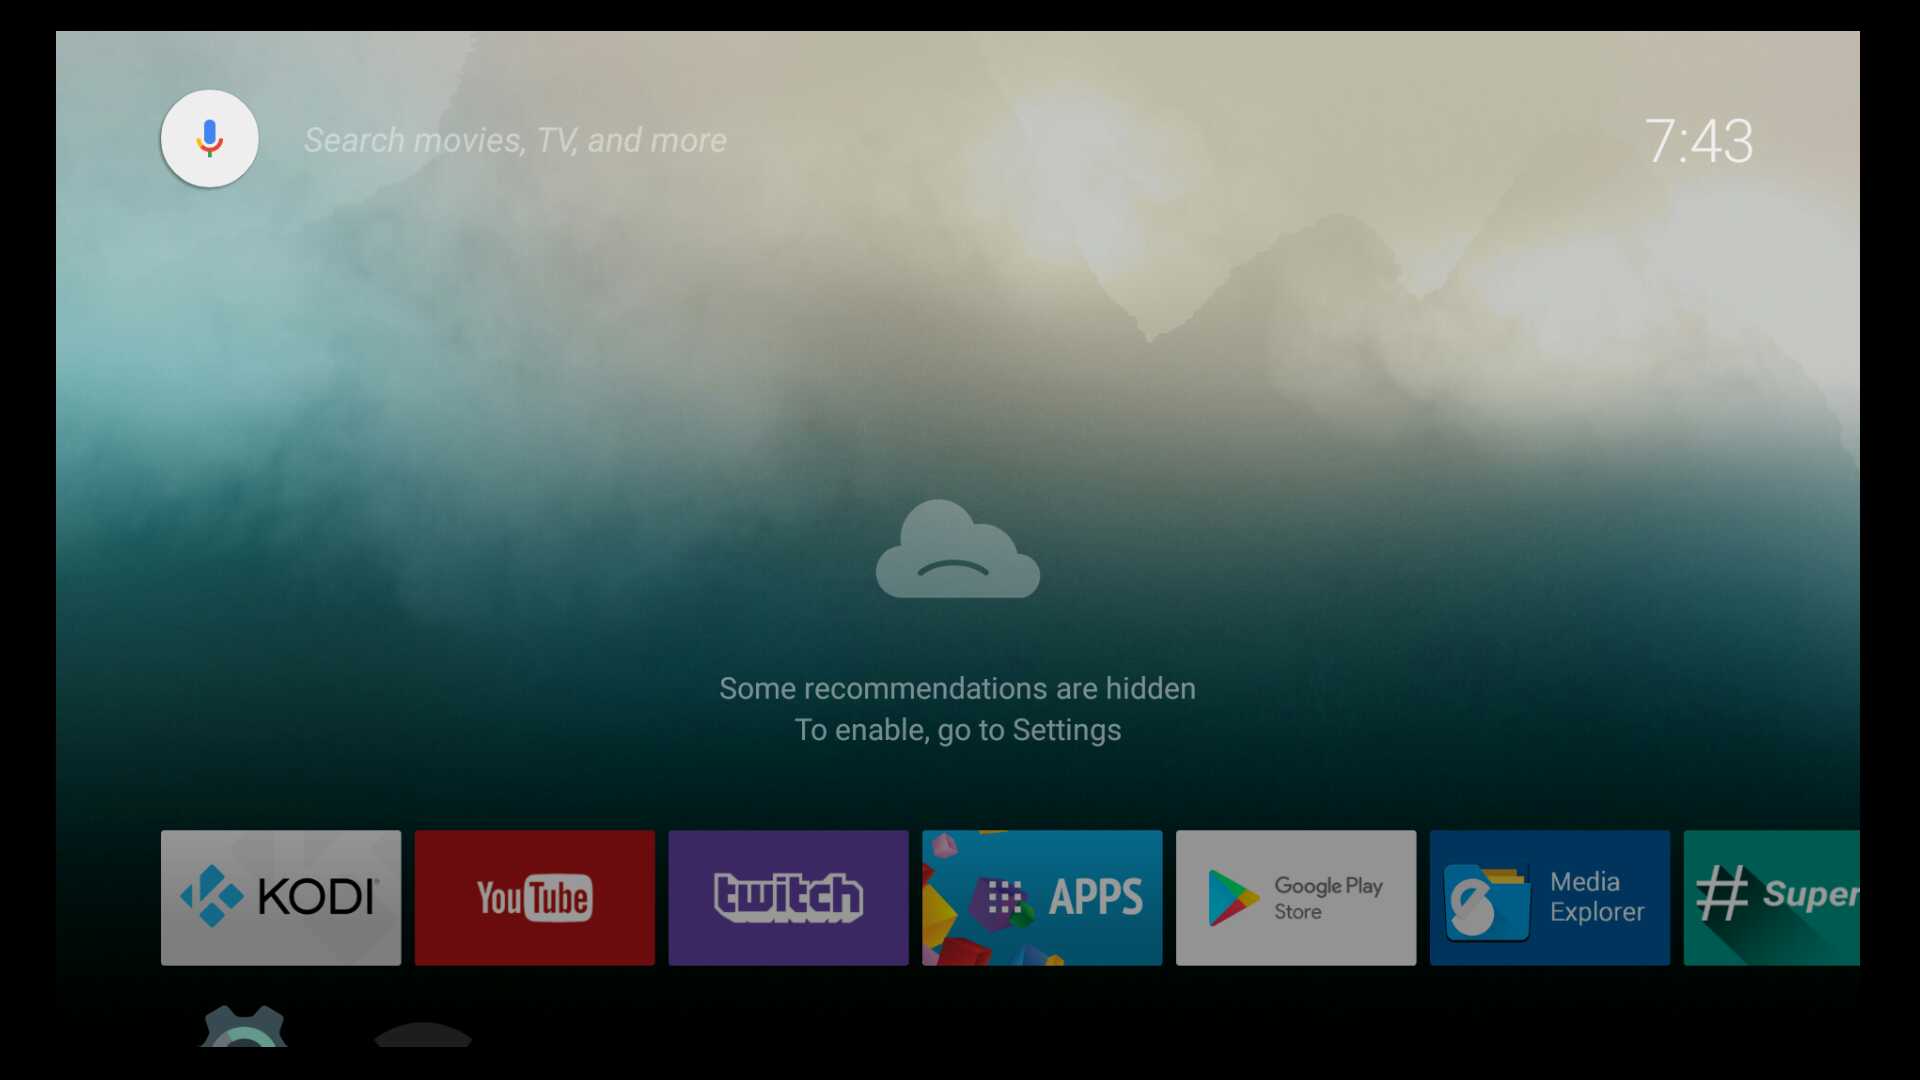 Search movies, TV, and more
7:43
Some recommendations are hidden
To enable, go to Settings
KODI
YouTube
twitch
APPS
Google Play
Store
Media
Explorer
# Super